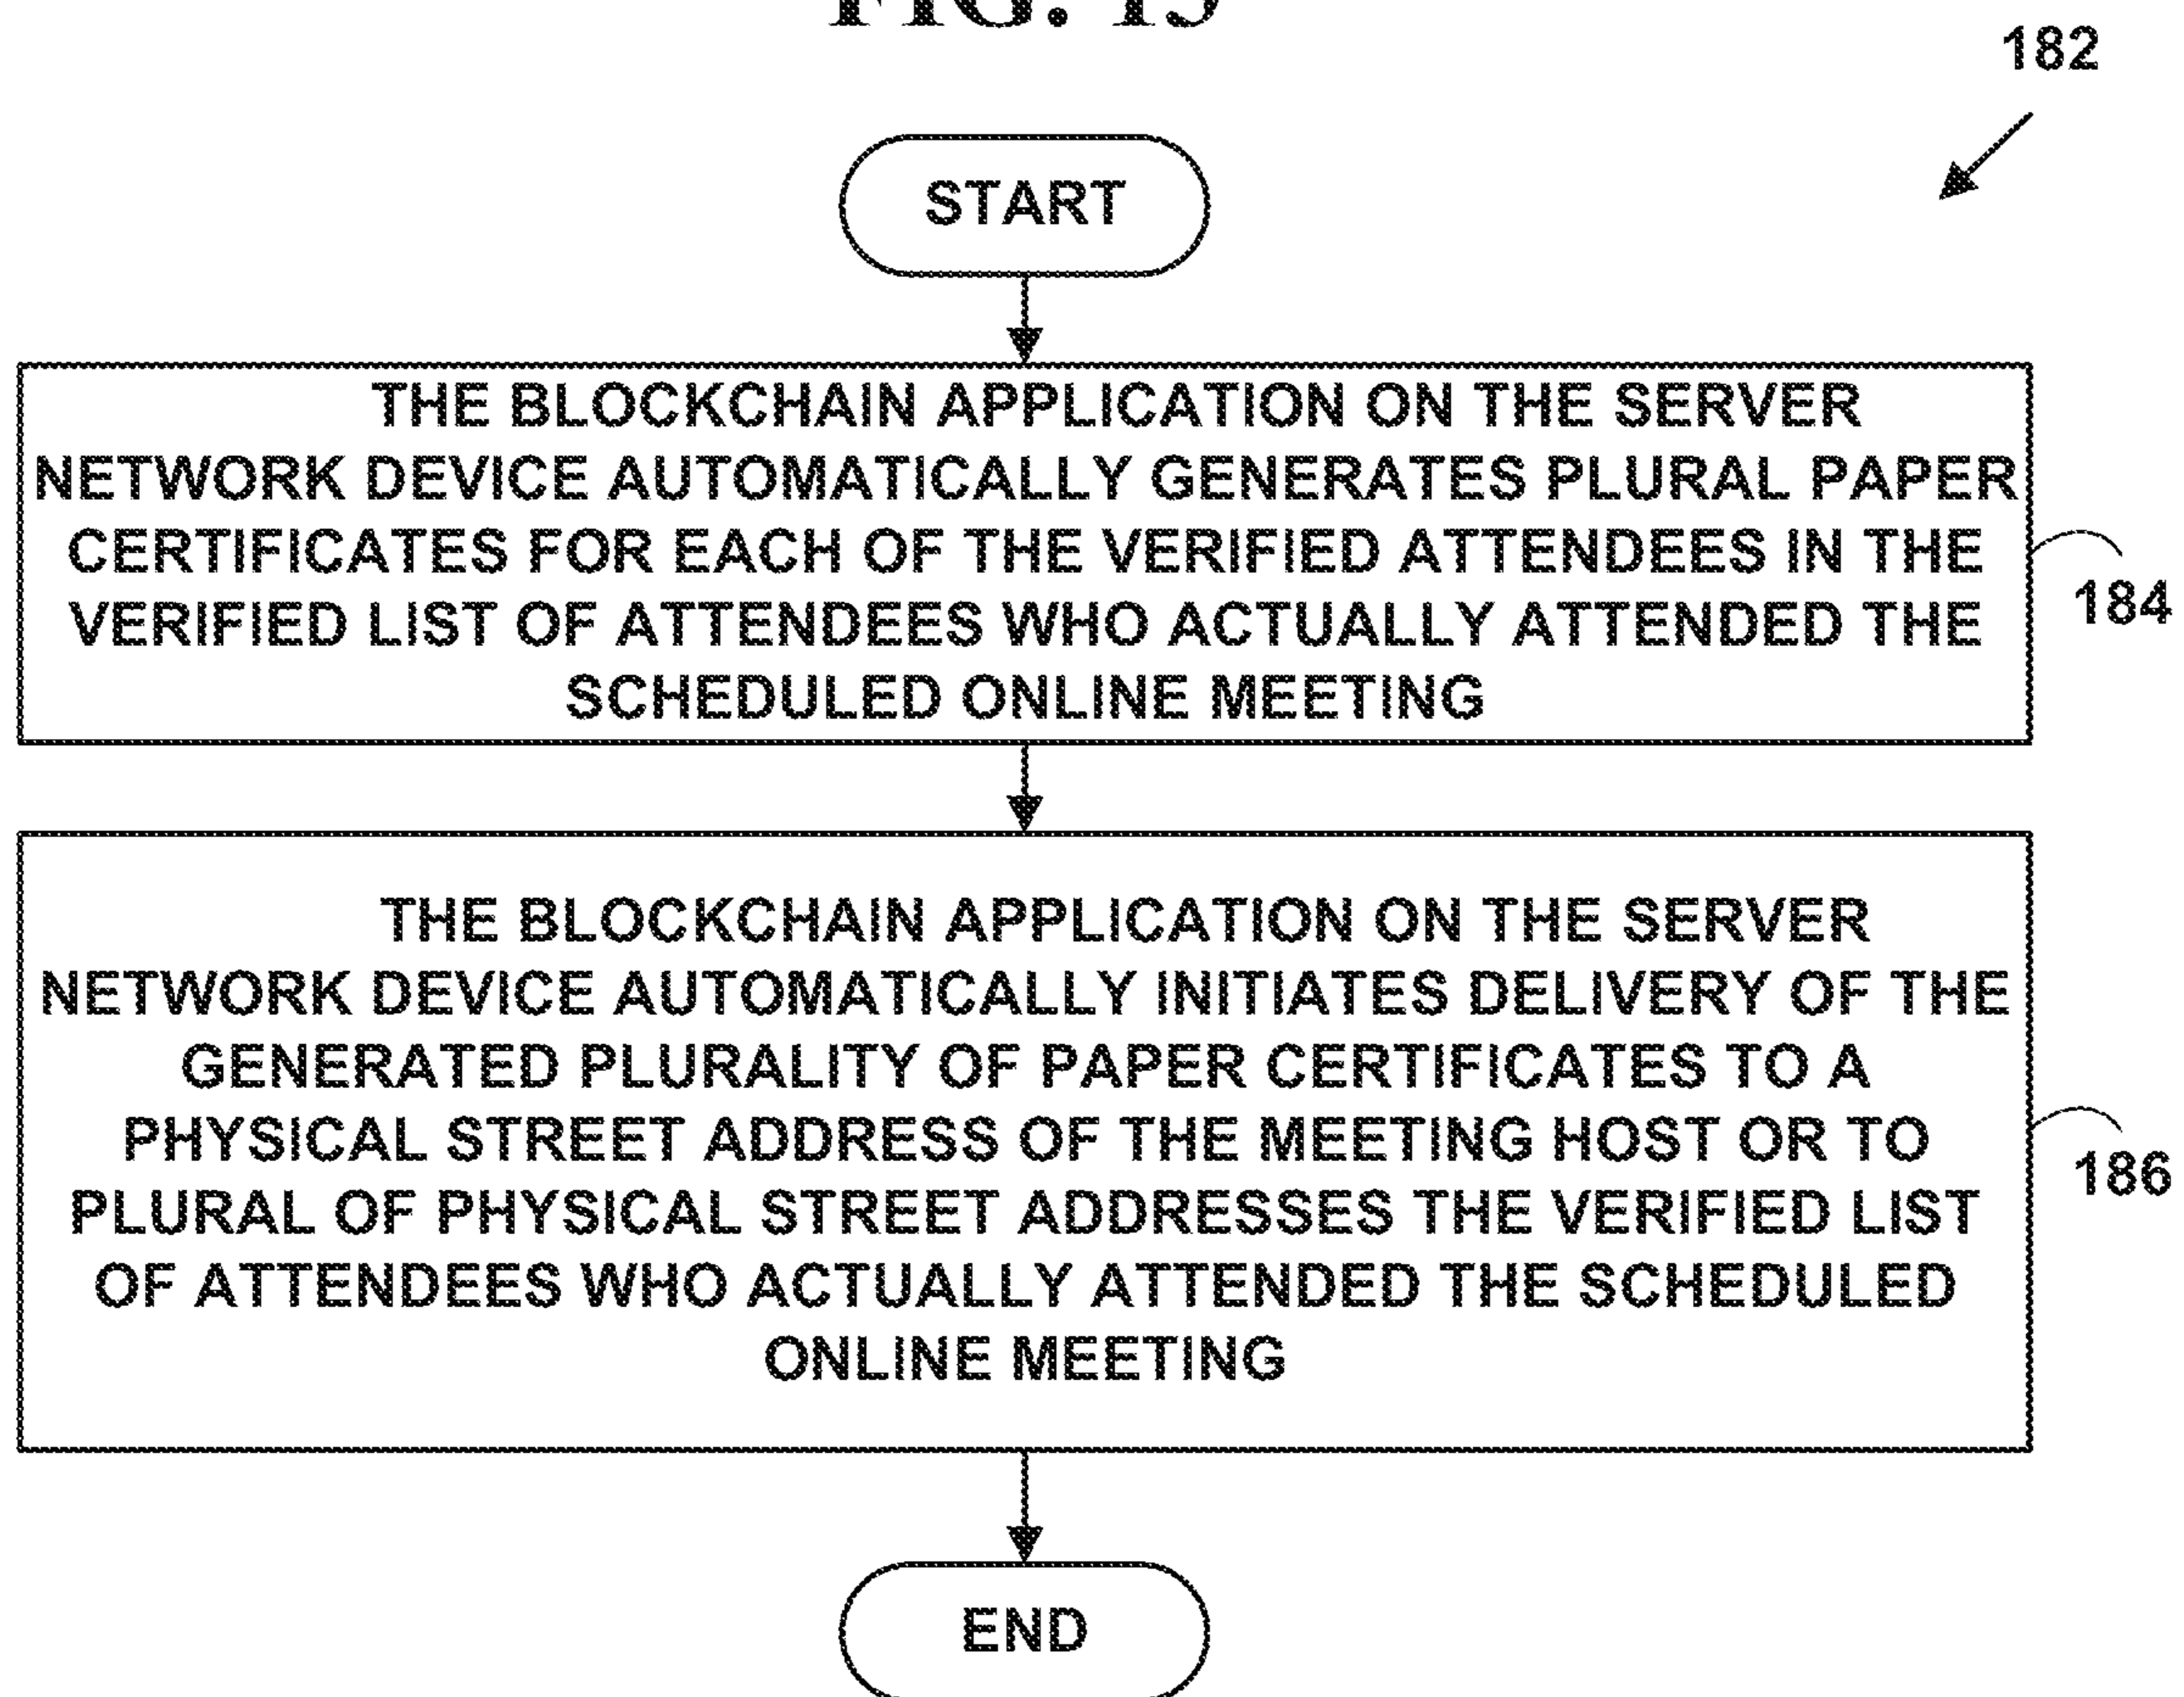 FIG. 15
182
START
THE BLOCKCHAIN APPLICATION ON THE SERVER
NETWORK DEVICE AUTOMATICALLY GENERATES PLURAL PAPER
CERTIFICATES FOR EACH OF THE VERIFIED ATTENDEES IN THE
VERIFIED LIST OF ATTENDEES WHO ACTUALLY ATTENDED THE
SCHEDULED ONLINE MEETING
184
THE BLOCKCHAIN APPLICATION ON THE SERVER
NETWORK DEVICE AUTOMATICALLY INITIATES DELIVERY OF THE
GENERATED PLURALITY OF PAPER CERTIFICATES TO A
PHYSICAL STREET ADDRESS OF THE MEETING HOST OR TO
PLURAL OF PHYSICAL STREET ADDRESSES THE VERIFIED LIST
OF ATTENDEES WHO ACTUALLY ATTENDED THE SCHEDULED
ONLINE MEETING
186
END